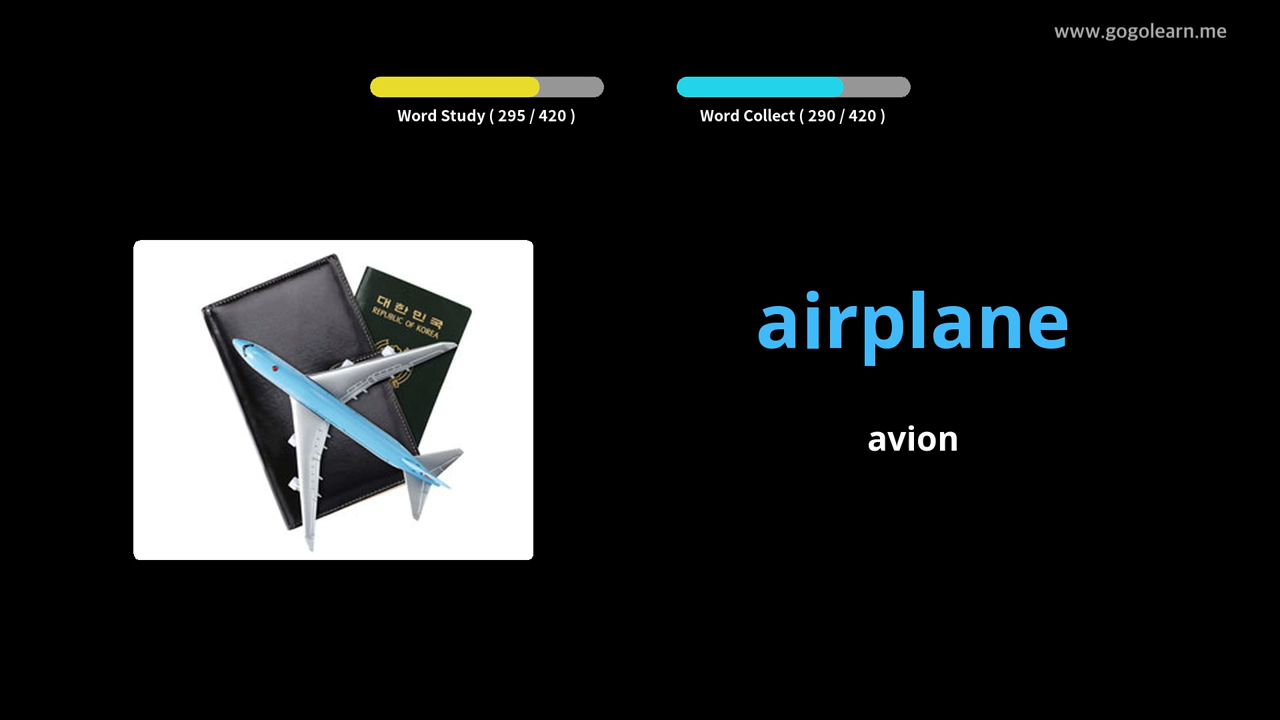 www.gogolearn.me
Word Study ( 295 / 420 )
Word Collect ( 290 / 420 )
대한민국
REPUBLIC OF KOREA
airplane
avion